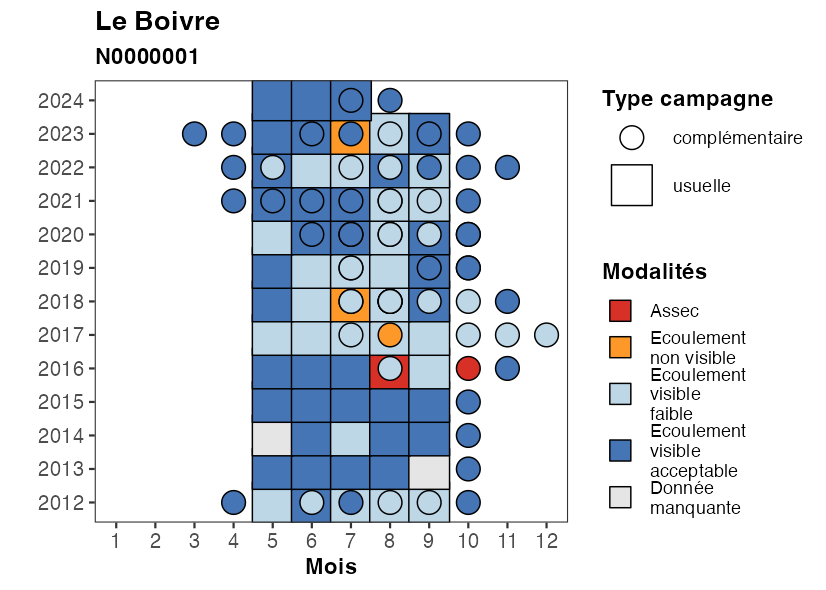 Le Boivre
N0000001
2024
2023
2022
2021
2020
2019
2018
2017
2016
2015
2014
2013
2012
1 2 3 4 5 6 7 8 9 10 11 12
Mois
Type campagne
complémentaire
usuelle
Modalités
Assec
Ecoulement
non visible
Ecoulement
visible
faible
Ecoulement
visible
acceptable
Donnée
manquante